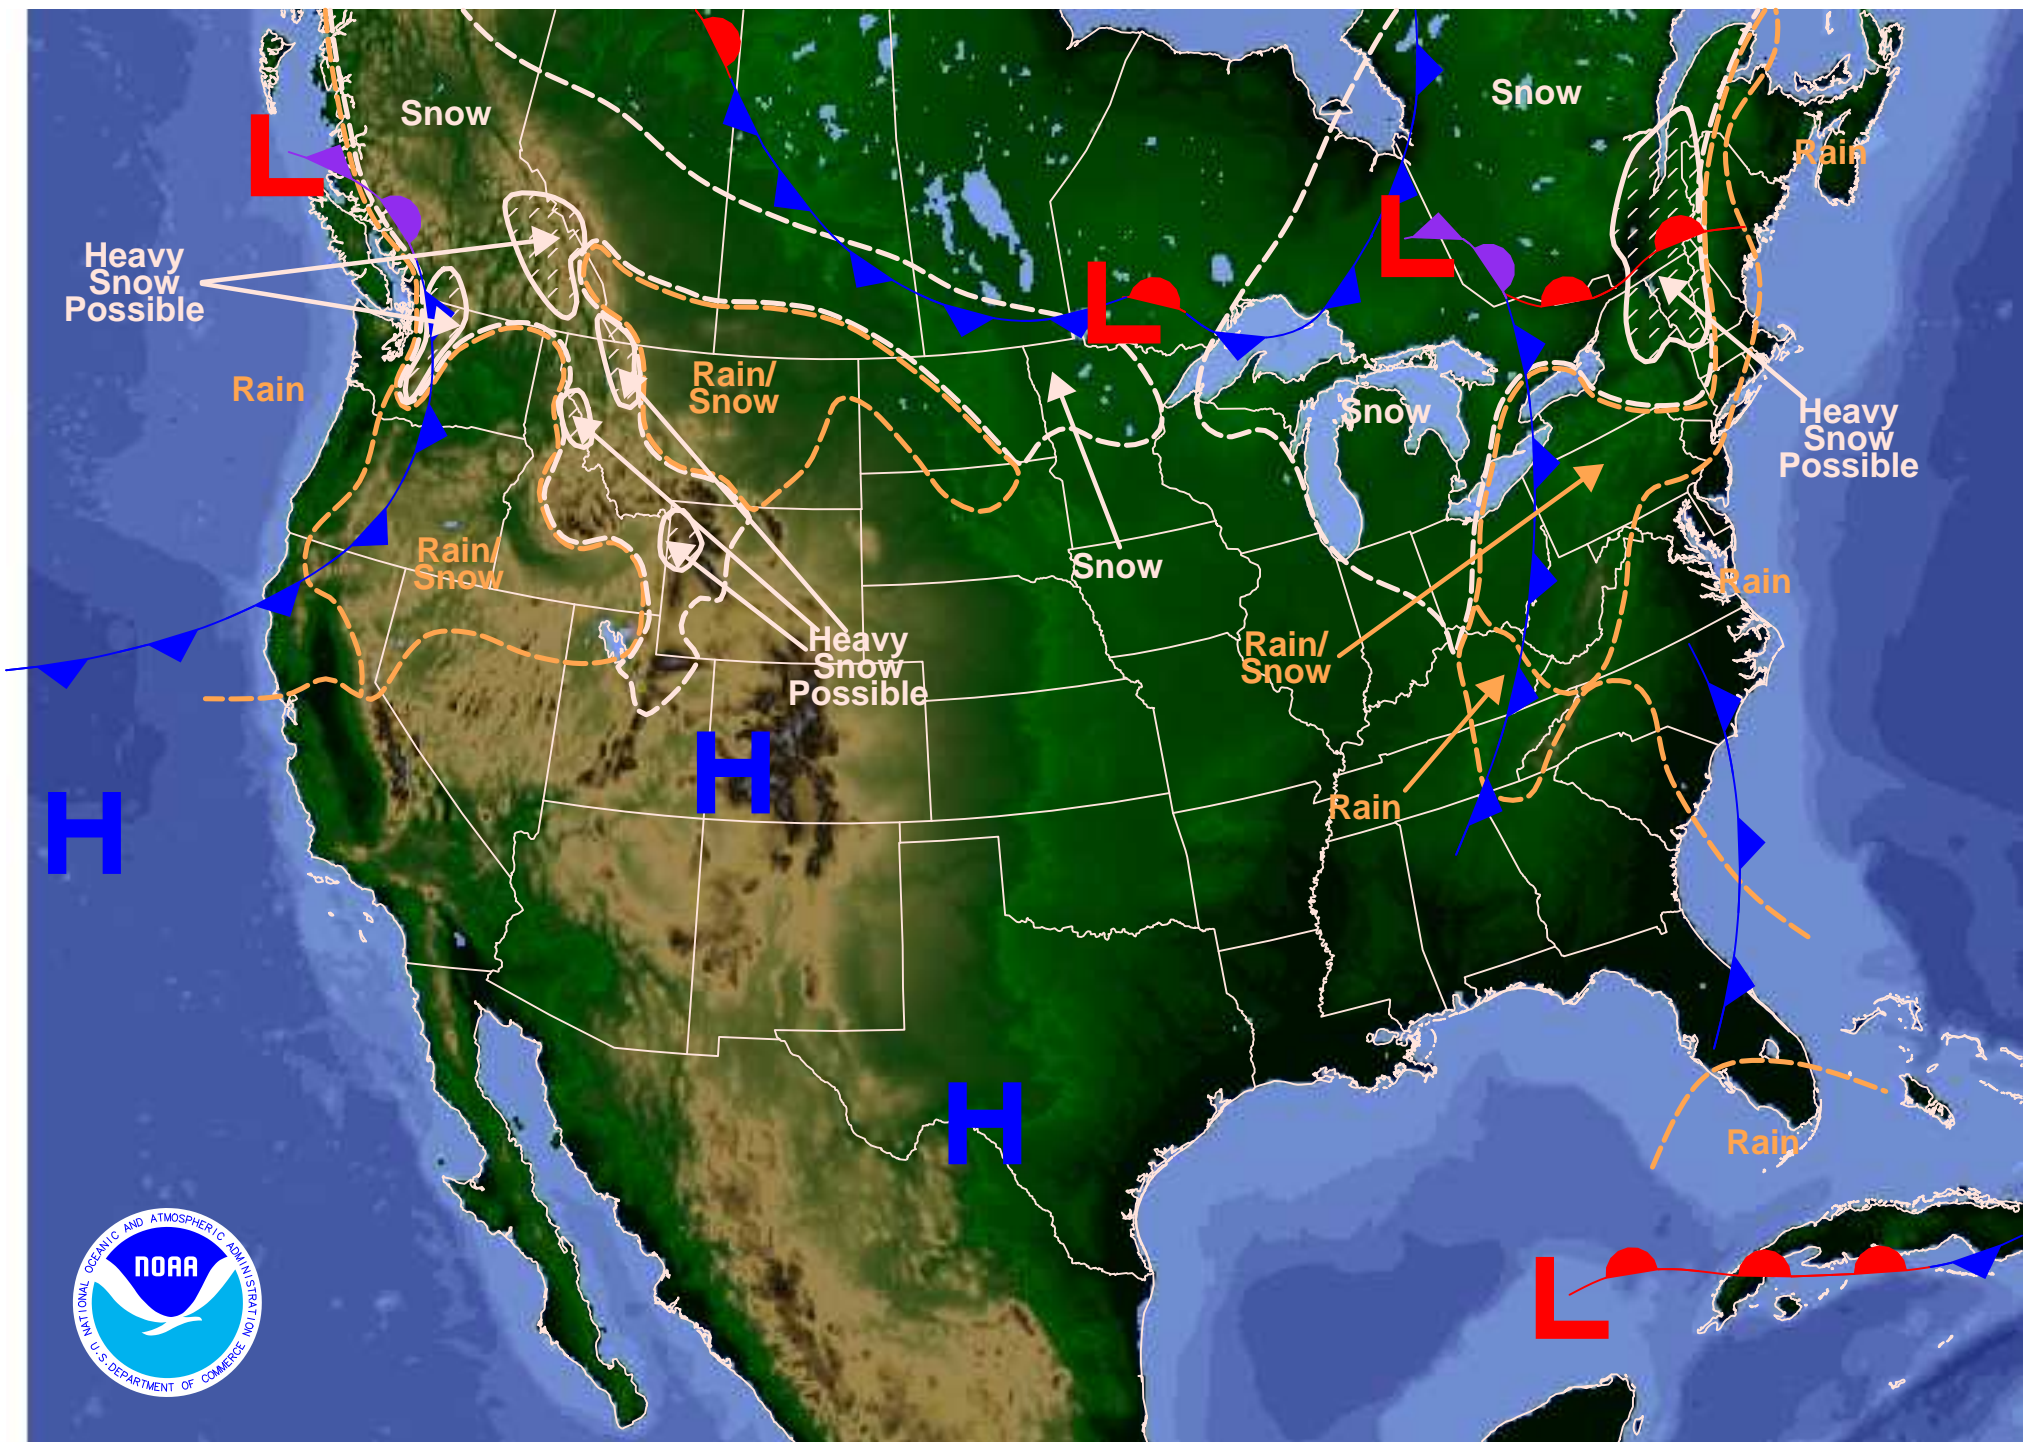 Snow
Snow
Rain
Heavy
Snow
Possible
L
L
L
Rain
Rain/
Snow
Snow
Heavy
Snow
Possible
Rain/
Snow
Snow
Rain
Heavy
Snow
Possible
Rain/
Snow
H
H
Rain
H
Rain
L
NOAA
NATIONAL OCEANIC AND ATMOSPHERIC ADMINISTRATION
U.S. DEPARTMENT OF COMMERCE